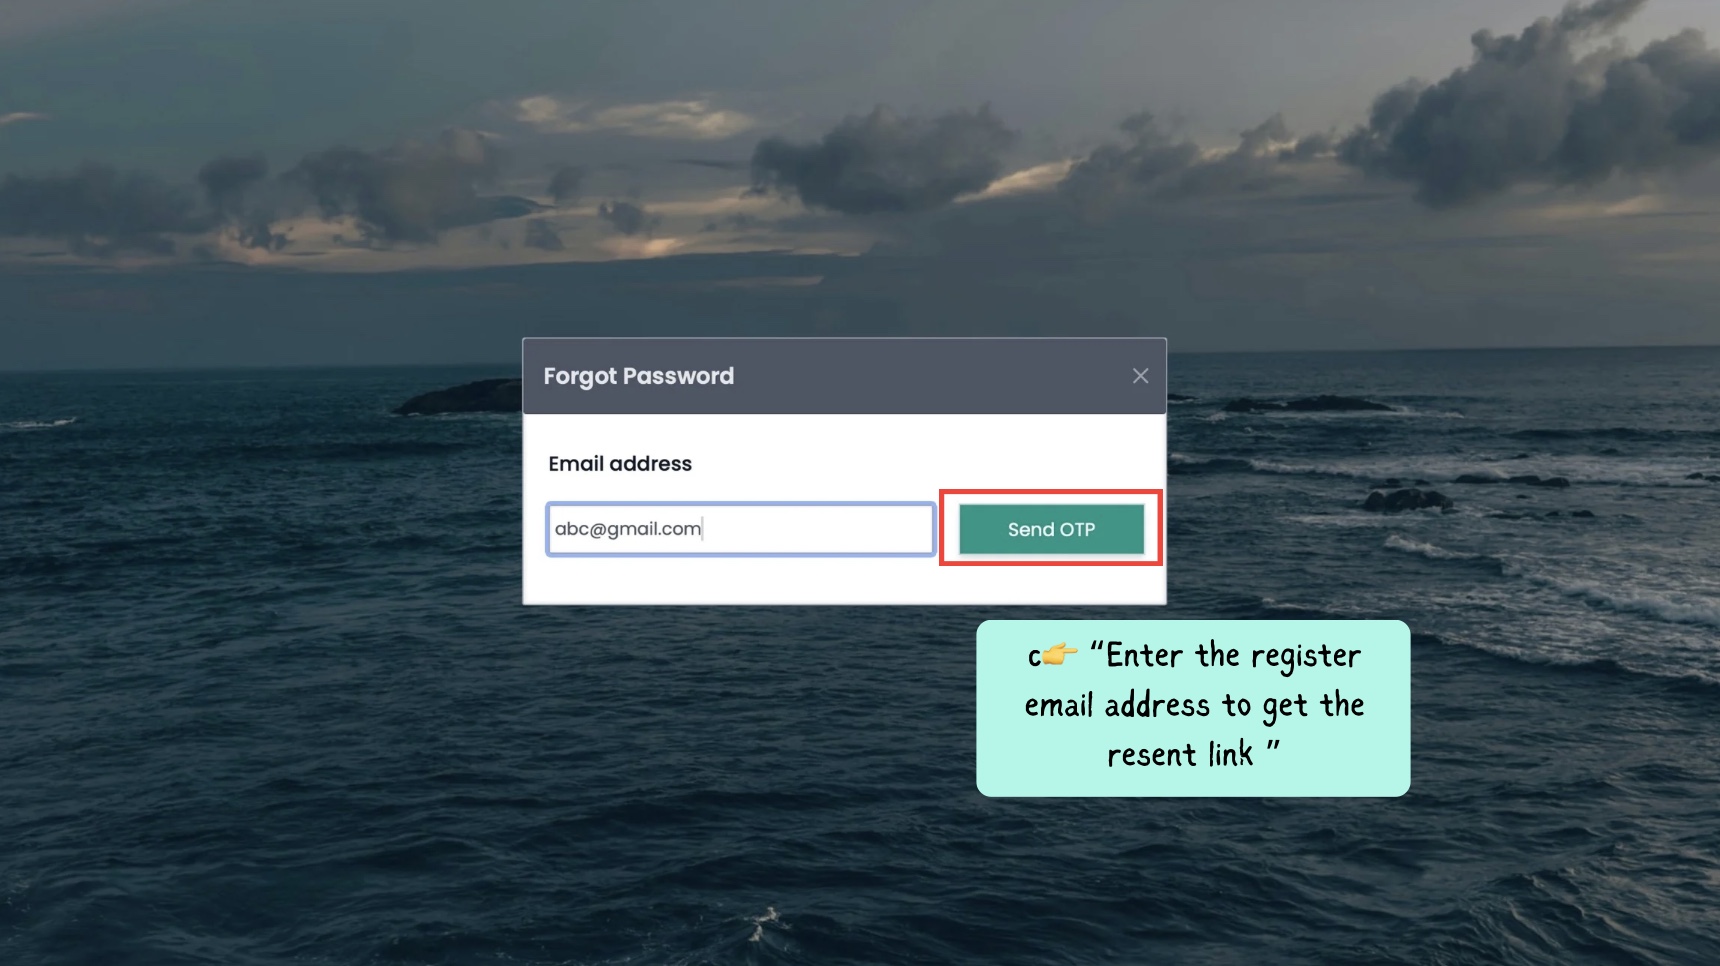 Forgot Password
Email address
abc@gmail.com
Send OTP
c👉 “Enter the register
email address to get the
resent link ”